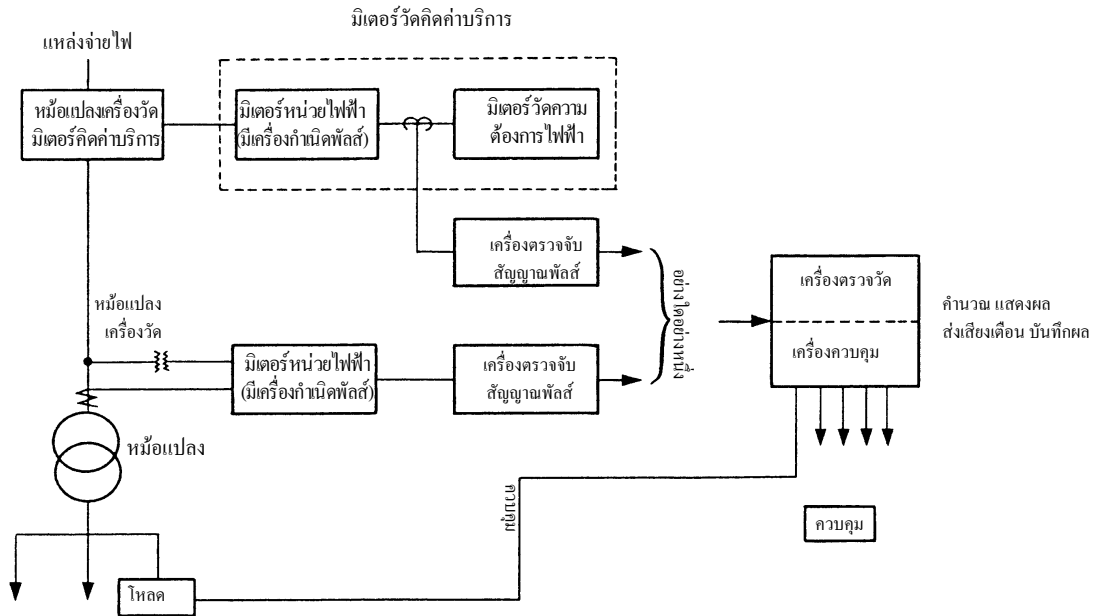 มิเตอร์วัดคิดค่าบริการ
แหล่งจ่ายไฟ
หม้อแปลงเครื่องวัด
มิเตอร์คิดค่าบริการ
มิเตอร์หน่วยไฟฟ้า
(มีเครื่องกำเนิดพัลส์)
มิเตอร์วัดความ
ต้องการไฟฟ้า
เครื่องตรวจจับ
สัญญาณพัลส์
อย่างใดอย่างหนึ่ง
เครื่องตรวจวัด
เครื่องควบคุม
คำนวณ แสดงผล
ส่งเสียงเตือน บันทึกผล
หม้อแปลง
เครื่องวัด
มิเตอร์หน่วยไฟฟ้า
(มีเครื่องกำเนิดพัลส์)
เครื่องตรวจจับ
สัญญาณพัลส์
หม้อแปลง
ควบคุม
ควบคุม
โหลด